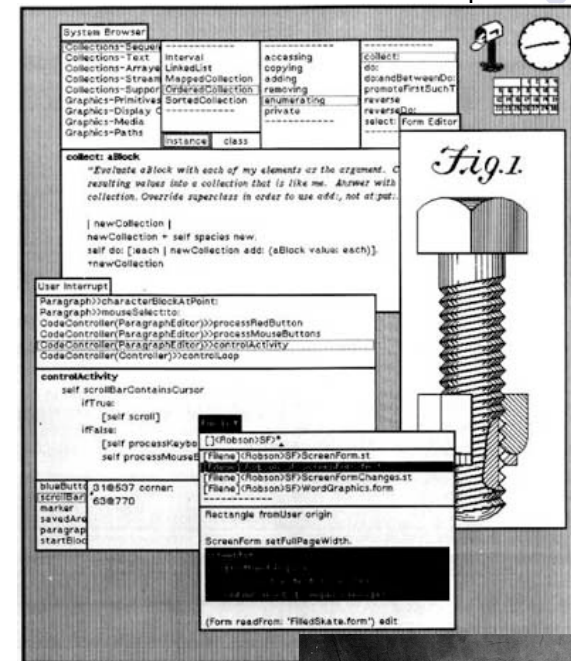 System Browser
Collections-Text
Collections-Arraye
Collections-Stream
Collections-Suppor
Graphics-Primitives
Graphics-Display
Graphics-Media
Graphics-Paths
Interval
LinkedList
MappedCollection
OrderedCollection
SortedCollection
------------
instance class
------------
accessing
copying
adding
removing
enumerating
private
------------
------------
collect:
do:
do:andBetweenDo:
promoteFirstSuchT
reverse
reverseDo:
select:
Form Editor
Fig.1.
collect: aBlock
"Evaluate aBlock with each of my elements as the argument. C
resulting values into a collection that is like me. Answer with
collection. Override superclass in order to use add:, not at:put:.
| newCollection |
newCollection ← self species new.
self do: [:each | newCollection add: (aBlock value: each)].
↑newCollection
User Interrupt
Paragraph>>characterBlockAtPoint:
Paragraph>>mouseSelect:to:
CodeController(ParagraphEditor)>>processRedButton
CodeController(ParagraphEditor)>>processMouseButtons
CodeController(ParagraphEditor)>>controlActivity
CodeController(Controller)>>controlLoop
controlActivity
self scrollBarContainsCursor
ifTrue:
[self scroll]
ifFalse:
[self processKeybo
self processMouseB
blueButto
scrollBar
marker
savedAre
paragrap
startBloc
31@537 corner:
63@770
[]<Robson>SF>*
[Filene]<Robson>SF>ScreenForm.st
[Filene]<Robson>SF>ScreenFormChanges.st
[Filene]<Robson>SF>WordGraphics.form
------------
Rectangle fromUser origin
ScreenForm setFullPageWidth.
(Form readFrom: 'FilledSkate.form') edit